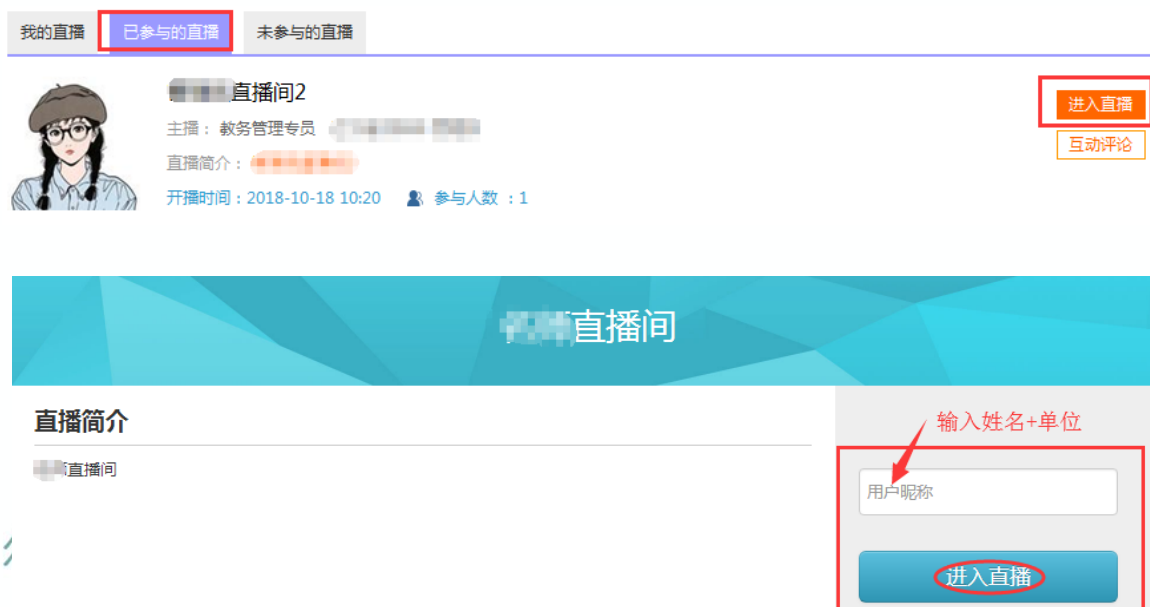 我的直播 已参与的直播 未参与的直播
直播间2
进入直播
主播： 教务管理专员
互动评论
直播简介：
开播时间：2018-10-18 10:20 参与人数 ：1
直播间
直播简介
输入姓名+单位
直播间
用户昵称
进入直播